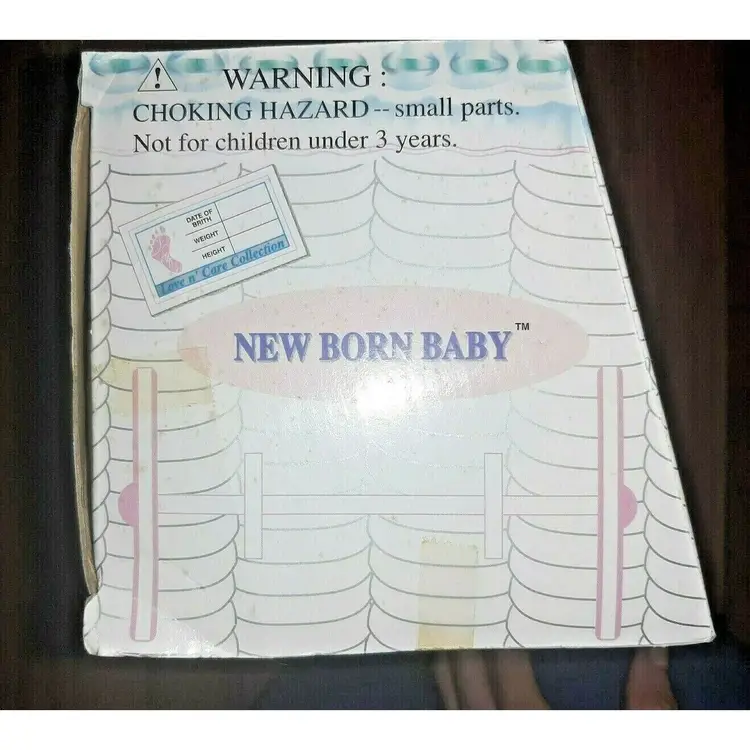 WARNING :
CHOKING HAZARD -- small parts.
Not for children under 3 years.
DATE OF
BRITH
WEIGHT
HEIGHT
Love n' Care Collection
NEW BORN BABY™